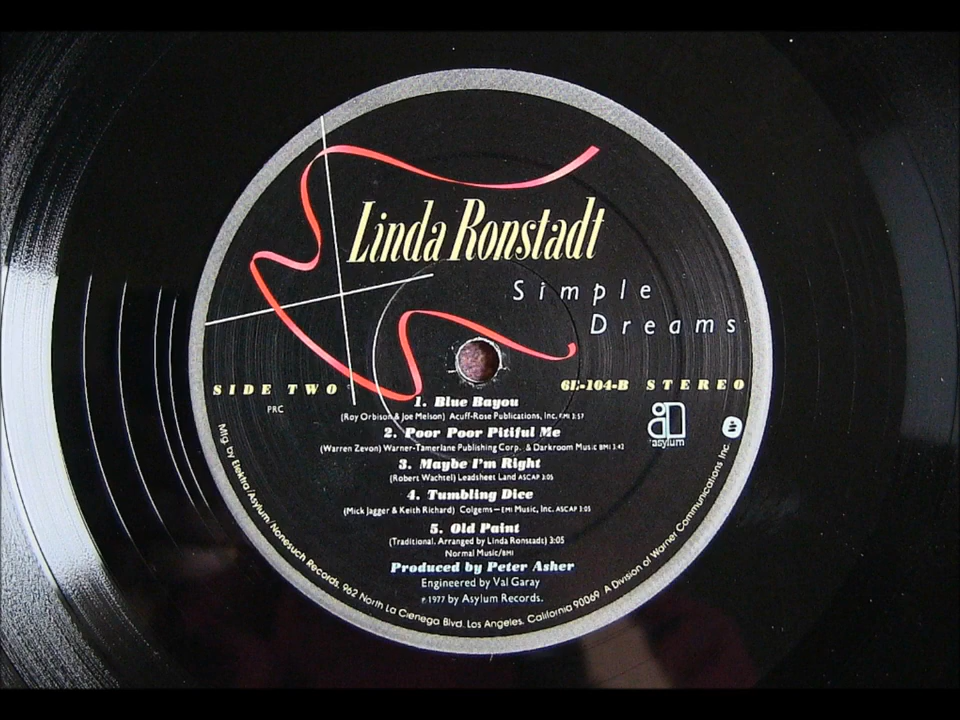 Linda Ronstadt
Simple
Dreams
SIDE TWO
6E-104-B STEREO
PRC
1. Blue Bayou
(Roy Orbison & Joe Melson) Acuff-Rose Publications, Inc. BMI 3:57
2. Poor Poor Pitiful Me
(Warren Zevon) Warner-Tamerlane Publishing Corp. & Darkroom Music BMI 3:42
asylum
3. Maybe I'm Right
(Robert Wachtel) Leadsheet Land ASCAP 3:05
4. Tumbling Dice
(Mick Jagger & Keith Richard) Colgems-EMI Music, Inc. ASCAP 3:05
5. Old Paint
(Traditional. Arranged by Linda Ronstadt) 3:05
Normal Music/BMI
Produced by Peter Asher
Engineered by Val Garay
℗ 1977 by Asylum Records.
Mfg. by Elektra/Asylum/Nonesuch Records, 962 North La Cienega Blvd. Los Angeles, California 90069 A Division of Warner Communications Inc.